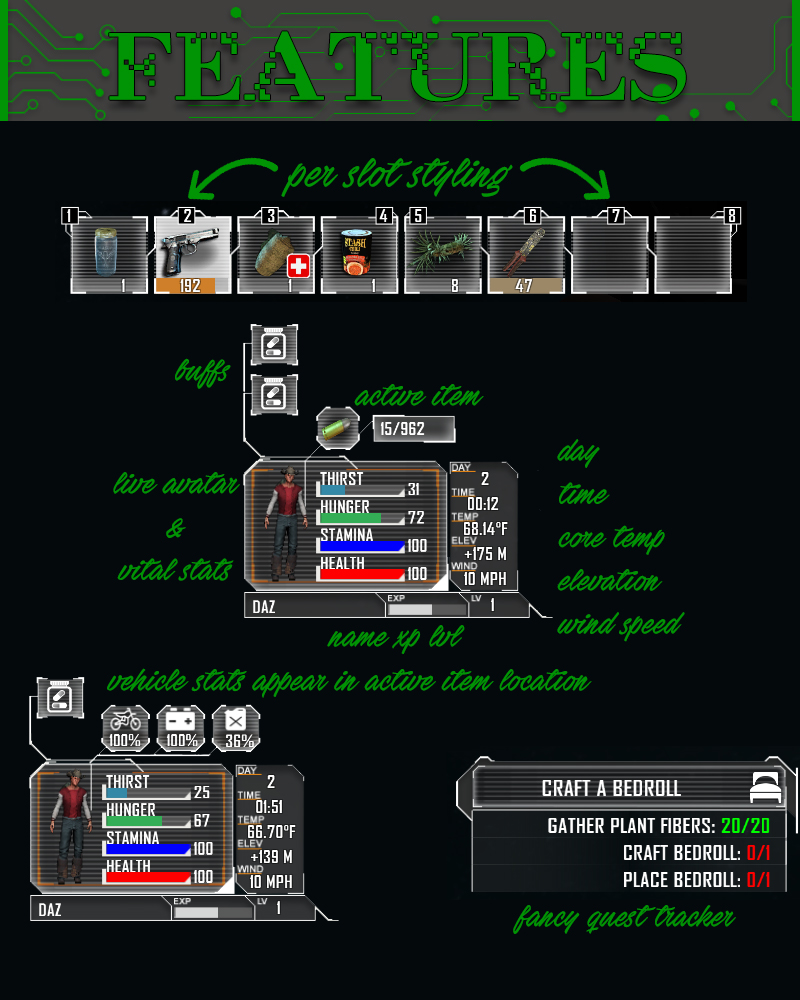 FEATURES
per slot styling
1 2 3 4 5 6 7 8
STASH
CHILI
1 192 1 1 8 47
buffs
active item
15/962
day
time
core temp
elevation
wind speed
live avatar
&
vital stats
THIRST 31
HUNGER 72
STAMINA 100
HEALTH 100
DAY
2
TIME
00:12
TEMP
68.14°F
ELEV
+175 M
WIND
10 MPH
DAZ EXP LV 1
name xp lvl
vehicle stats appear in active item location
100% 100% 36%
THIRST 25
HUNGER 67
STAMINA 100
HEALTH 100
DAY
2
TIME
01:51
TEMP
66.70°F
ELEV
+139 M
WIND
10 MPH
DAZ EXP LV 1
CRAFT A BEDROLL
GATHER PLANT FIBERS: 20/20
CRAFT BEDROLL: 0/1
PLACE BEDROLL: 0/1
fancy quest tracker